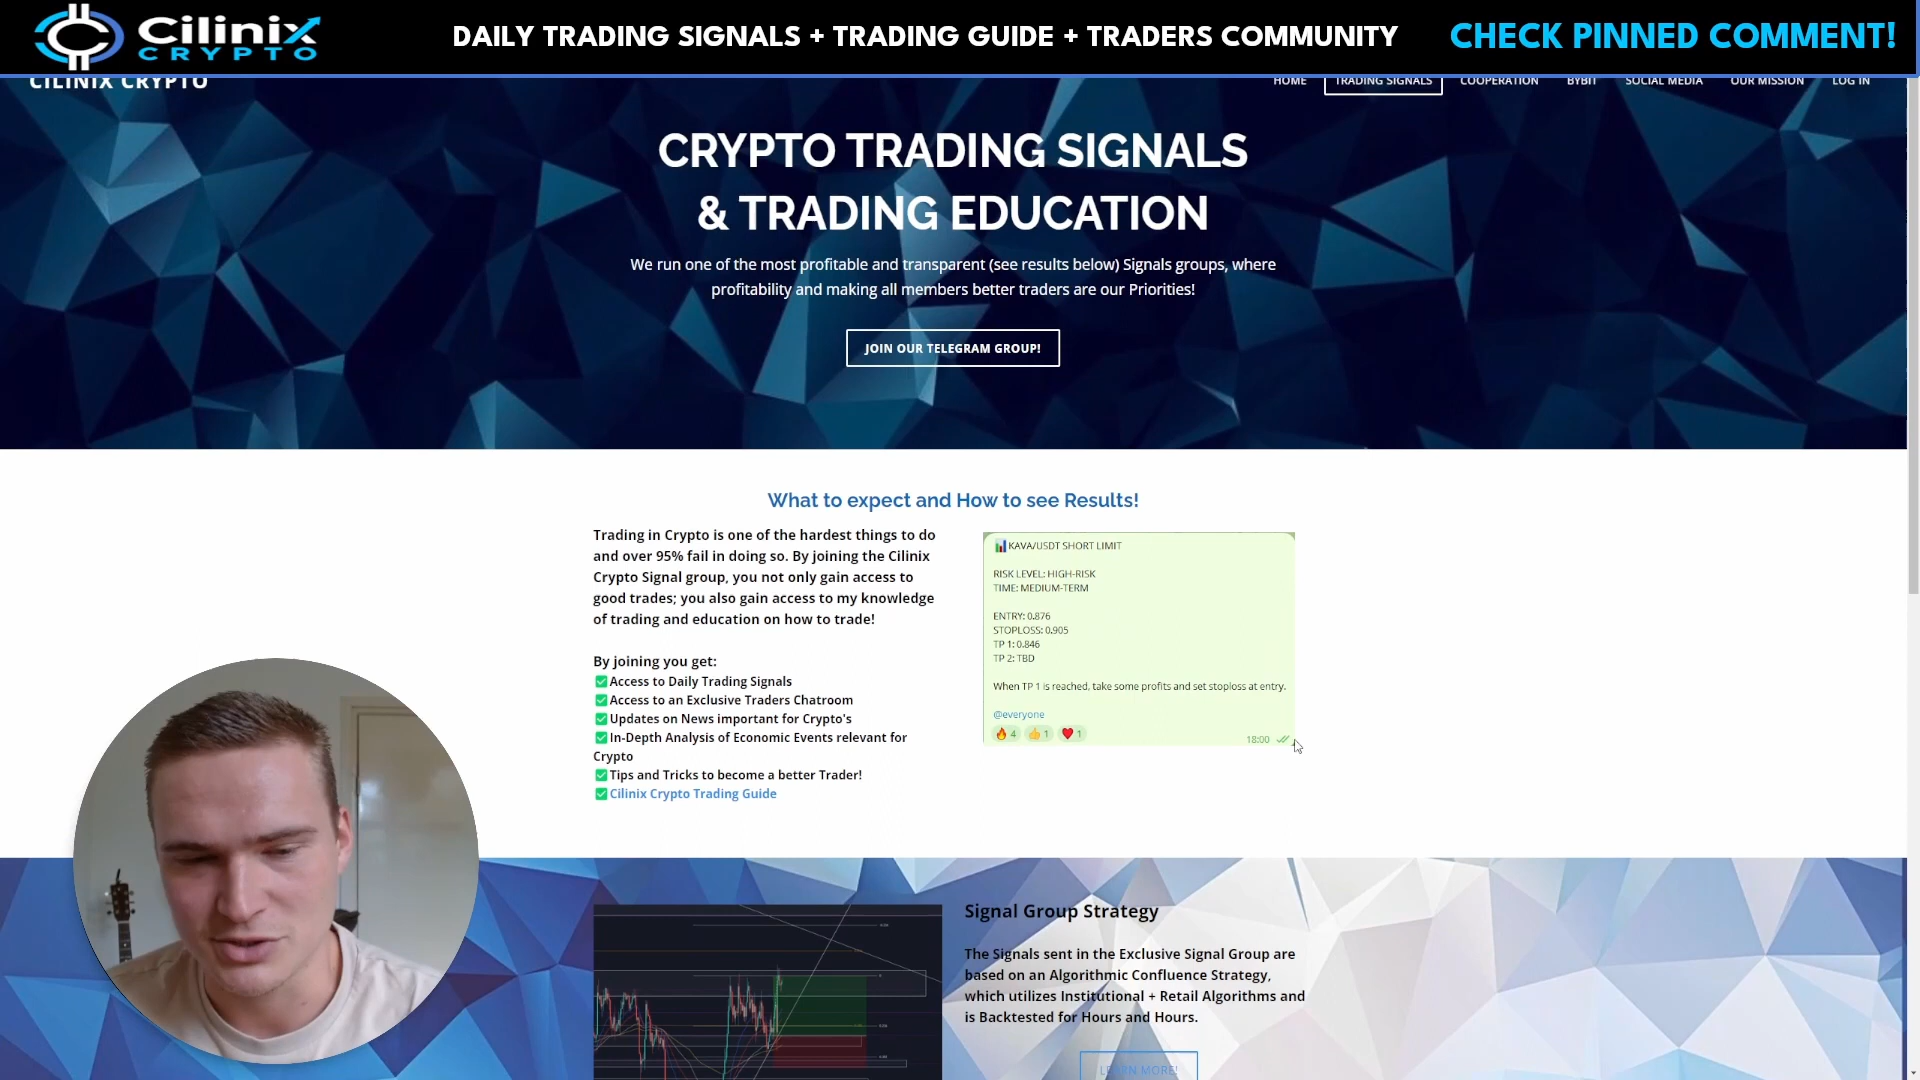 Cilinix
CRYPTO
DAILY TRADING SIGNALS + TRADING GUIDE + TRADERS COMMUNITY
CHECK PINNED COMMENT!
CILINIX CRYPTO
HOME
TRADING SIGNALS
COOPERATION
BYBIT
SOCIAL MEDIA
OUR MISSION
LOG IN
CRYPTO TRADING SIGNALS
& TRADING EDUCATION
We run one of the most profitable and transparent (see results below) Signals groups, where
profitability and making all members better traders are our Priorities!
JOIN OUR TELEGRAM GROUP!
What to expect and How to see Results!
Trading in Crypto is one of the hardest things to do
and over 95% fail in doing so. By joining the Cilinix
Crypto Signal group, you not only gain access to
good trades; you also gain access to my knowledge
of trading and education on how to trade!
By joining you get:
✅Access to Daily Trading Signals
✅Access to an Exclusive Traders Chatroom
✅Updates on News important for Crypto's
✅In-Depth Analysis of Economic Events relevant for
Crypto
✅Tips and Tricks to become a better Trader!
✅Cilinix Crypto Trading Guide
📊KAVA/USDT SHORT LIMIT
RISK LEVEL: HIGH-RISK
TIME: MEDIUM-TERM
ENTRY: 0.876
STOPLOSS: 0.905
TP 1: 0.846
TP 2: TBD
When TP 1 is reached, take some profits and set stoploss at entry.
@everyone
🔥 4 👍 1 ❤️ 1
18:00
Signal Group Strategy
The Signals sent in the Exclusive Signal Group are
based on an Algorithmic Confluence Strategy,
which utilizes Institutional + Retail Algorithms and
is Backtested for Hours and Hours.
LEARN MORE!